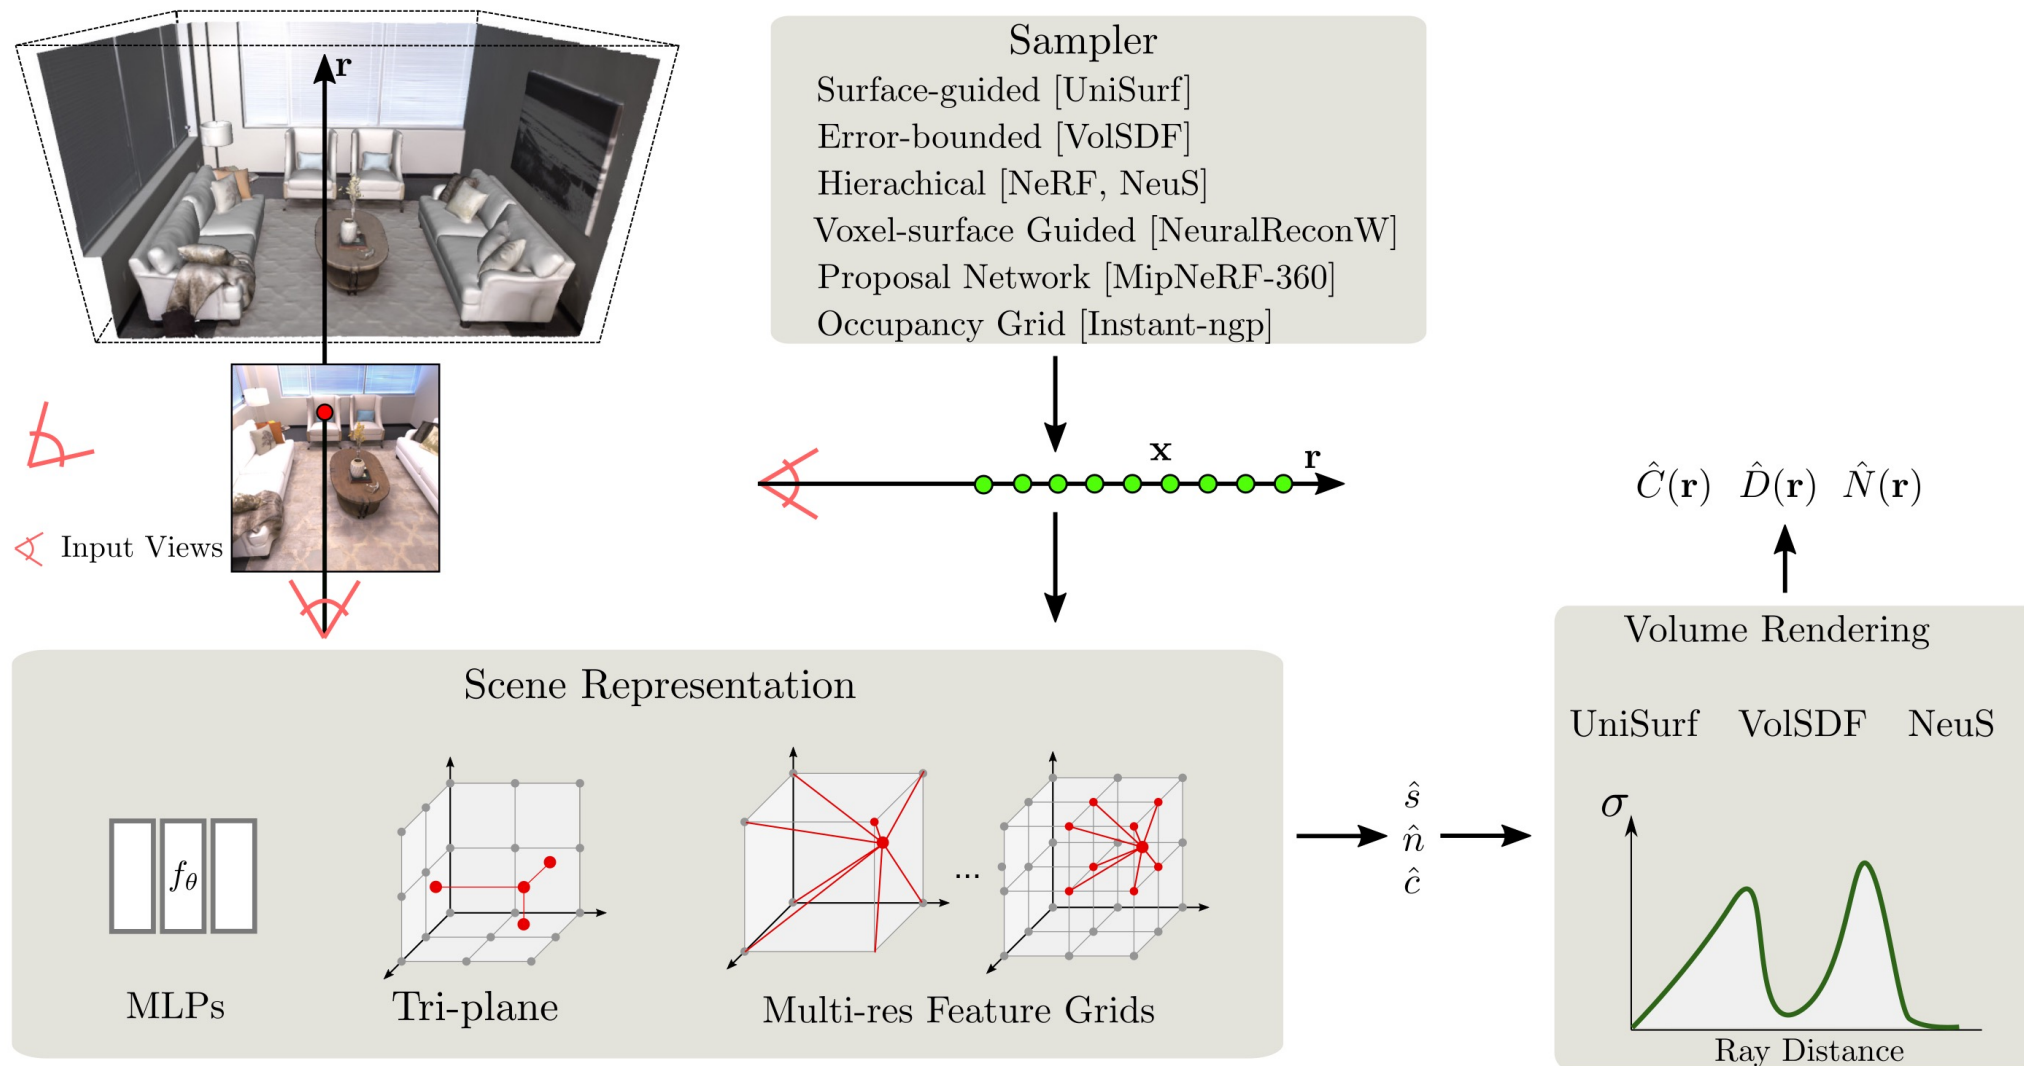 r
Input Views
Sampler
Surface-guided [UniSurf]
Error-bounded [VolSDF]
Hierachical [NeRF, NeuS]
Voxel-surface Guided [NeuralReconW]
Proposal Network [MipNeRF-360]
Occupancy Grid [Instant-ngp]
x
r
Scene Representation
fθ
...
MLPs
Tri-plane
Multi-res Feature Grids
ŝ
n̂
ĉ
Ĉ(r) D̂(r) N̂(r)
Volume Rendering
UniSurf VolSDF NeuS
σ
Ray Distance